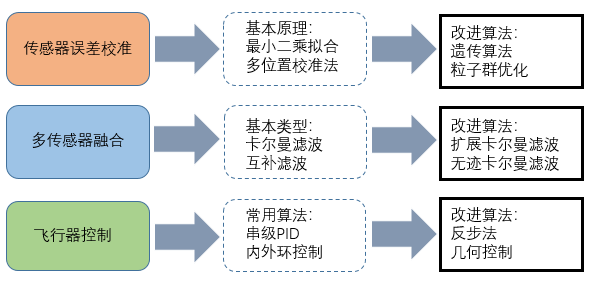 传感器误差校准
基本原理：
最小二乘拟合
多位置校准法
改进算法：
遗传算法
粒子群优化
多传感器融合
基本类型：
卡尔曼滤波
互补滤波
改进算法：
扩展卡尔曼滤波
无迹卡尔曼滤波
飞行器控制
常用算法：
串级PID
内外环控制
改进算法：
反步法
几何控制